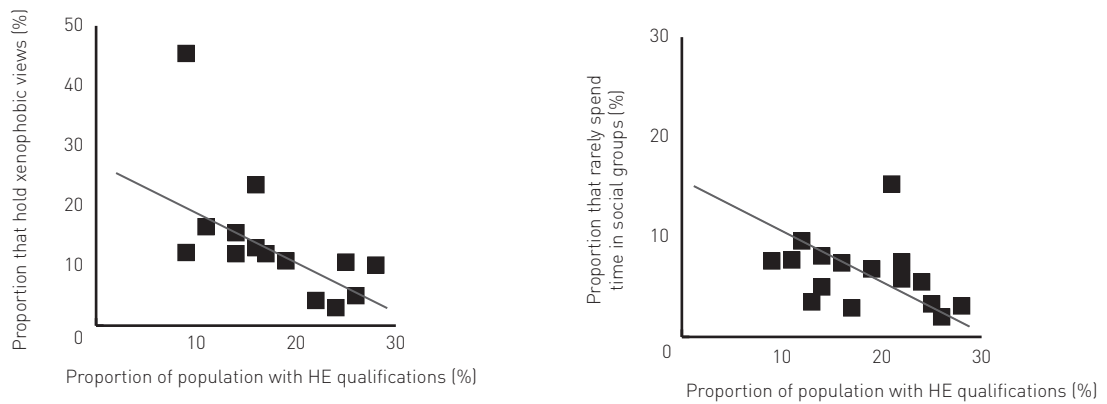 Proportion that hold xenophobic views (%)
50
40
30
20
10
0
10 20 30
Proportion of population with HE qualifications (%)
Proportion that rarely spend
time in social groups (%)
30
20
10
0
10 20 30
Proportion of population with HE qualifications (%)